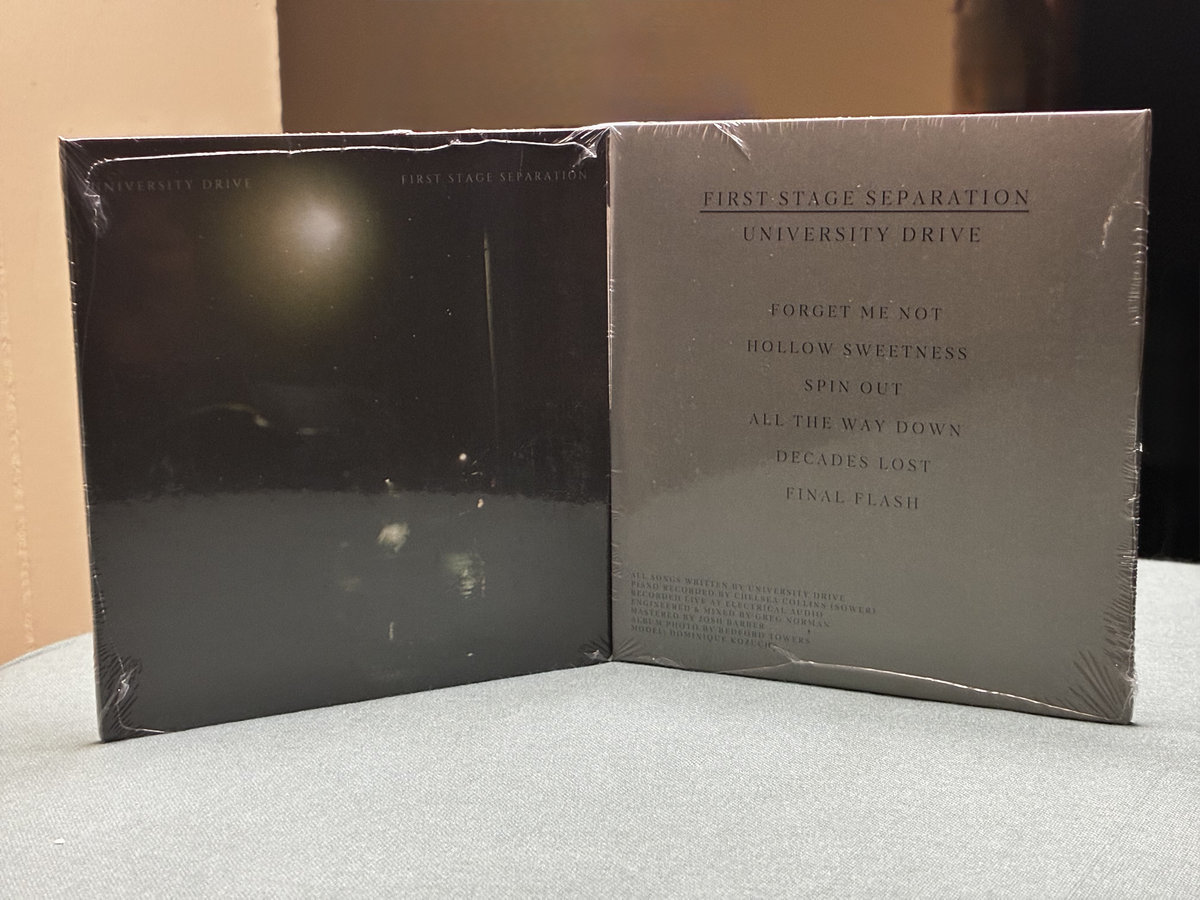 UNIVERSITY DRIVE
FIRST STAGE SEPARATION
FIRST STAGE SEPARATION
UNIVERSITY DRIVE
FORGET ME NOT
HOLLOW SWEETNESS
SPIN OUT
ALL THE WAY DOWN
DECADES LOST
FINAL FLASH
ALL SONGS WRITTEN BY UNIVERSITY DRIVE
PIANO RECORDED BY CHELSEA COLLINS (SOWER)
RECORDED LIVE AT ELECTRICAL AUDIO
ENGINEERED & MIXED BY GREG NORMAN
MASTERED BY JOSH BARBER
ALBUM PHOTO BY BEDFORD TOWERS
MODEL: DOMINIQUE KOZUCH